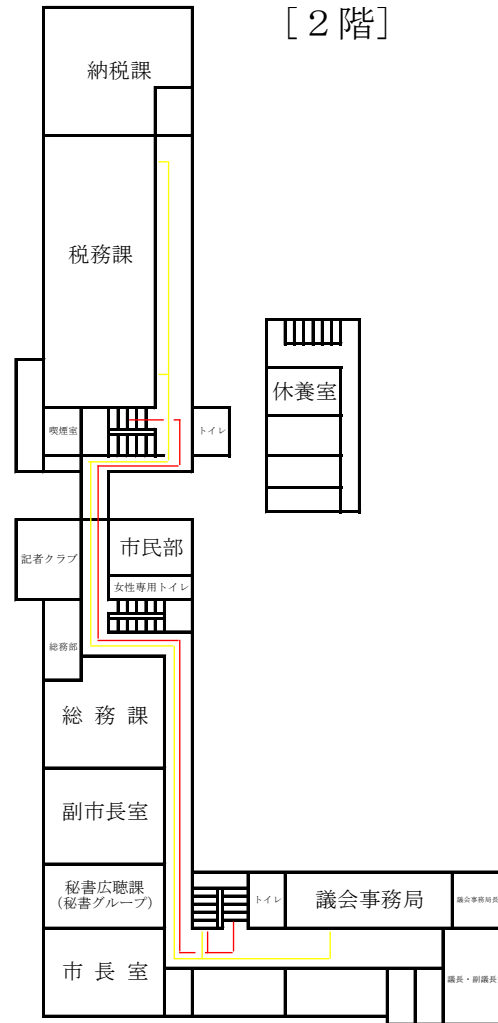 [２階]
納税課
税務課
休養室
喫煙室
トイレ
記者クラブ
市民部
女性専用トイレ
総務部
総 務 課
副市長室
秘書広聴課
(秘書グループ)
トイレ
議会事務局
議会事務局長
市 長 室
議長・副議長